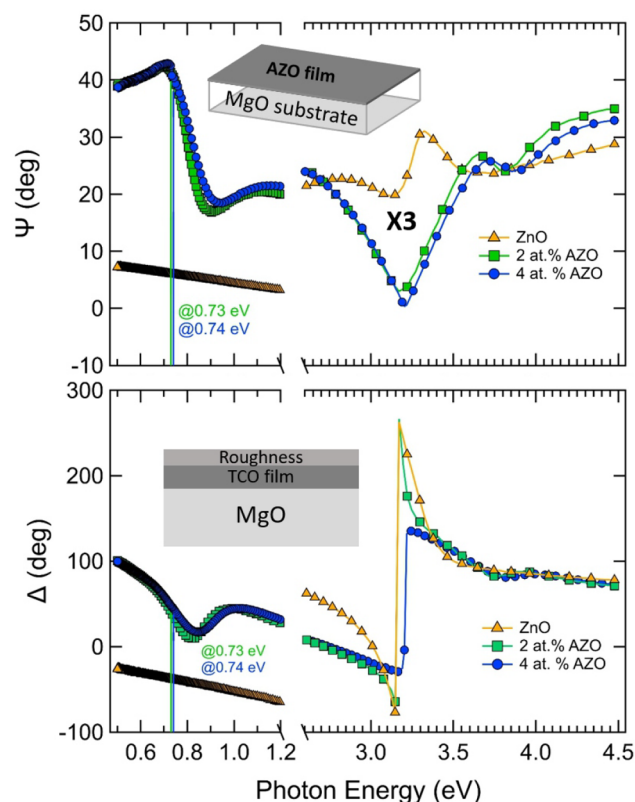 50
40
30
20
10
0
-10
Ψ (deg)
AZO film
MgO substrate
X3
ZnO
2 at.% AZO
4 at.% AZO
@0.73 eV
@0.74 eV
300
200
100
0
-100
Δ (deg)
Roughness
TCO film
MgO
ZnO
2 at.% AZO
4 at. % AZO
@0.73 eV
@0.74 eV
0.6 0.8 1.0 1.2 3.0 3.5 4.0 4.5
Photon Energy (eV)